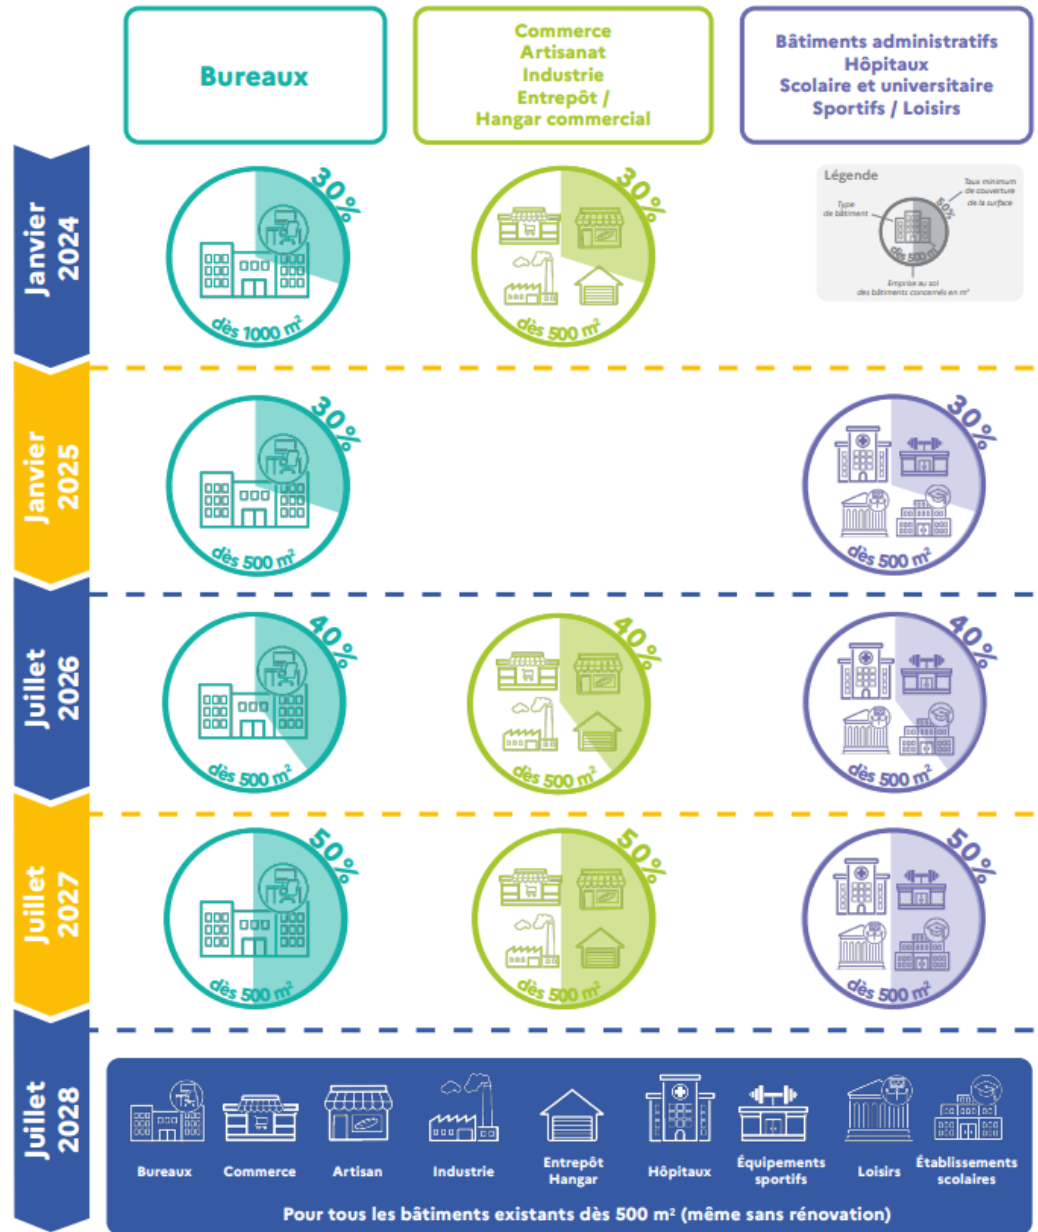 Bureaux
Commerce
Artisanat
Industrie
Entrepôt /
Hangar commercial
Bâtiments administratifs
Hôpitaux
Scolaire et universitaire
Sportifs / Loisirs
Janvier
2024
30%
dès 1000 m²
30%
dès 500 m²
Légende
Type
de bâtiment
Taux minimum
de couverture
de la surface
50%
dès 500 m²
Emprise au sol
des bâtiments concernés en m²
Janvier
2025
30%
dès 500 m²
30%
dès 500 m²
Juillet
2026
40%
dès 500 m²
40%
dès 500 m²
40%
dès 500 m²
Juillet
2027
50%
dès 500 m²
50%
dès 500 m²
50%
dès 500 m²
Juillet
2028
Bureaux
Commerce
Artisan
Industrie
Entrepôt
Hangar
Hôpitaux
Équipements
sportifs
Loisirs
Établissements
scolaires
Pour tous les bâtiments existants dès 500 m² (même sans rénovation)